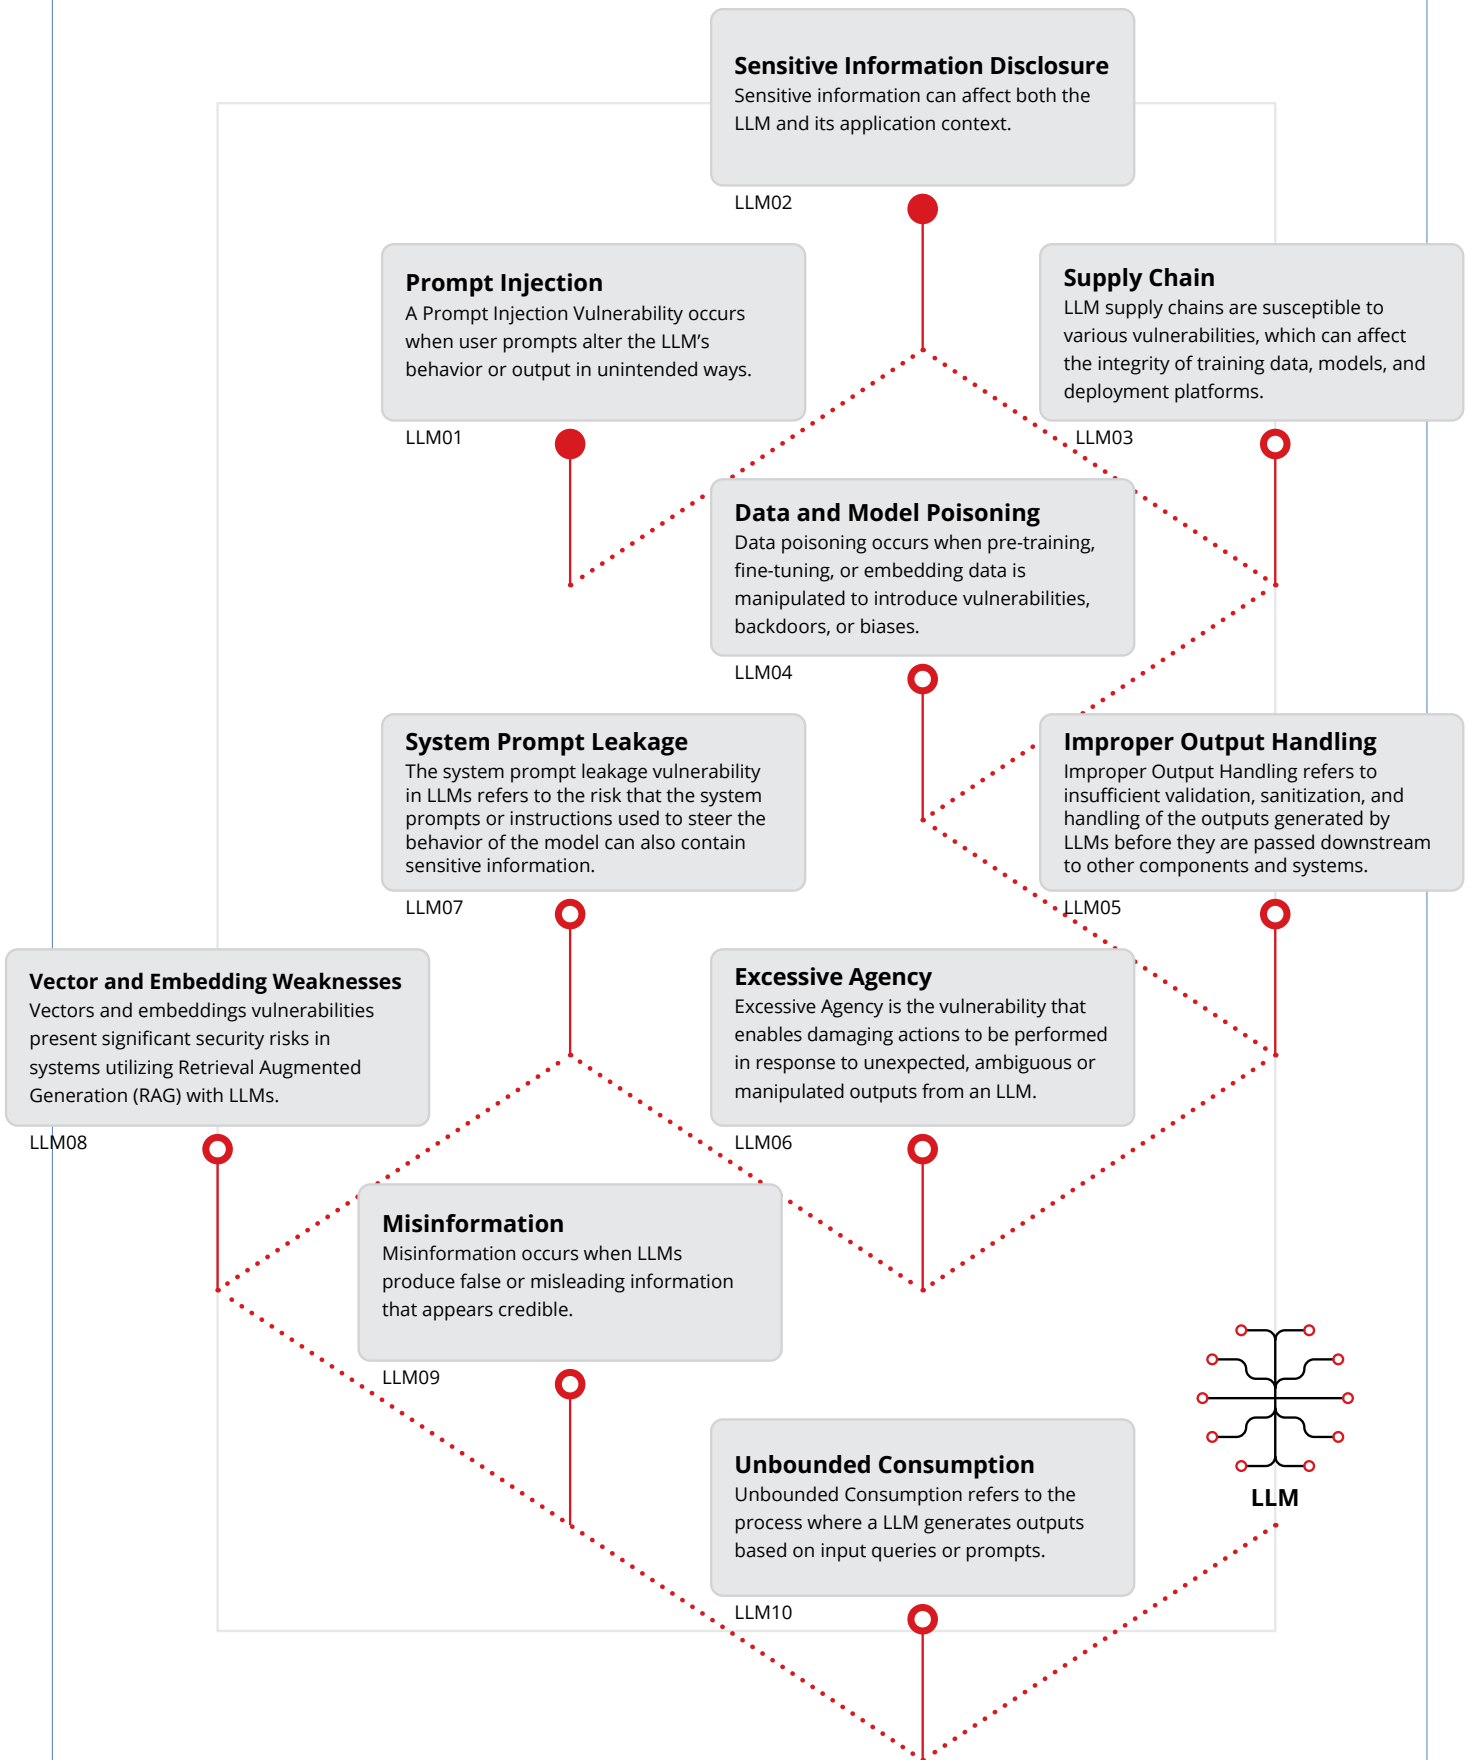 Sensitive Information Disclosure
Sensitive information can affect both the
LLM and its application context.
LLM02
Prompt Injection
A Prompt Injection Vulnerability occurs
when user prompts alter the LLM’s
behavior or output in unintended ways.
LLM01
Supply Chain
LLM supply chains are susceptible to
various vulnerabilities, which can affect
the integrity of training data, models, and
deployment platforms.
LLM03
Data and Model Poisoning
Data poisoning occurs when pre-training,
fine-tuning, or embedding data is
manipulated to introduce vulnerabilities,
backdoors, or biases.
LLM04
System Prompt Leakage
The system prompt leakage vulnerability
in LLMs refers to the risk that the system
prompts or instructions used to steer the
behavior of the model can also contain
sensitive information.
LLM07
Improper Output Handling
Improper Output Handling refers to
insufficient validation, sanitization, and
handling of the outputs generated by
LLMs before they are passed downstream
to other components and systems.
LLM05
Vector and Embedding Weaknesses
Vectors and embeddings vulnerabilities
present significant security risks in
systems utilizing Retrieval Augmented
Generation (RAG) with LLMs.
LLM08
Excessive Agency
Excessive Agency is the vulnerability that
enables damaging actions to be performed
in response to unexpected, ambiguous or
manipulated outputs from an LLM.
LLM06
Misinformation
Misinformation occurs when LLMs
produce false or misleading information
that appears credible.
LLM09
Unbounded Consumption
Unbounded Consumption refers to the
process where a LLM generates outputs
based on input queries or prompts.
LLM10
LLM